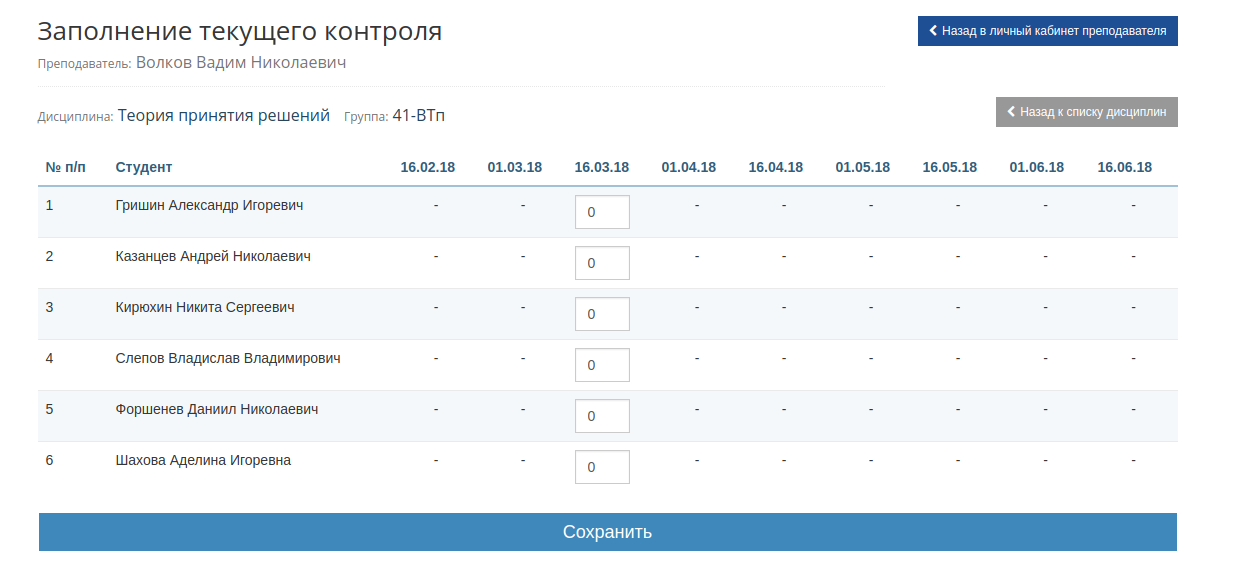 Заполнение текущего контроля
Назад в личный кабинет преподавателя
Преподаватель: Волков Вадим Николаевич
Дисциплина: Теория принятия решений Группа: 41-ВТп
Назад к списку дисциплин
№ п/п Студент 16.02.18 01.03.18 16.03.18 01.04.18 16.04.18 01.05.18 16.05.18 01.06.18 16.06.18
1 Гришин Александр Игоревич - - 0 - - - - - -
2 Казанцев Андрей Николаевич - - 0 - - - - - -
3 Кирюхин Никита Сергеевич - - 0 - - - - - -
4 Слепов Владислав Владимирович - - 0 - - - - - -
5 Форшенев Даниил Николаевич - - 0 - - - - - -
6 Шахова Аделина Игоревна - - 0 - - - - - -
Сохранить